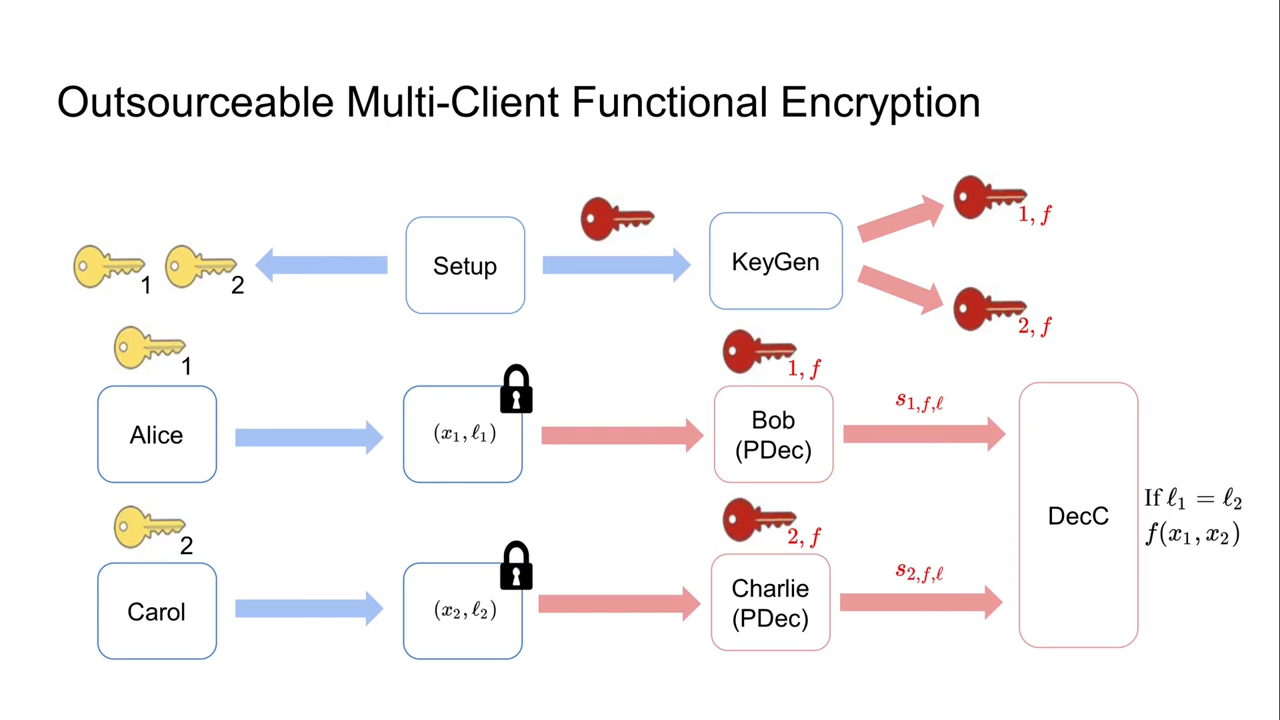 Outsourceable Multi-Client Functional Encryption
1, f
Setup
KeyGen
1
2
2, f
1
1, f
Alice
(x₁, ℓ₁)
Bob
(PDec)
s₁,f,ℓ
DecC
If ℓ₁ = ℓ₂
f(x₁, x₂)
2
2, f
Carol
(x₂, ℓ₂)
Charlie
(PDec)
s₂,f,ℓ